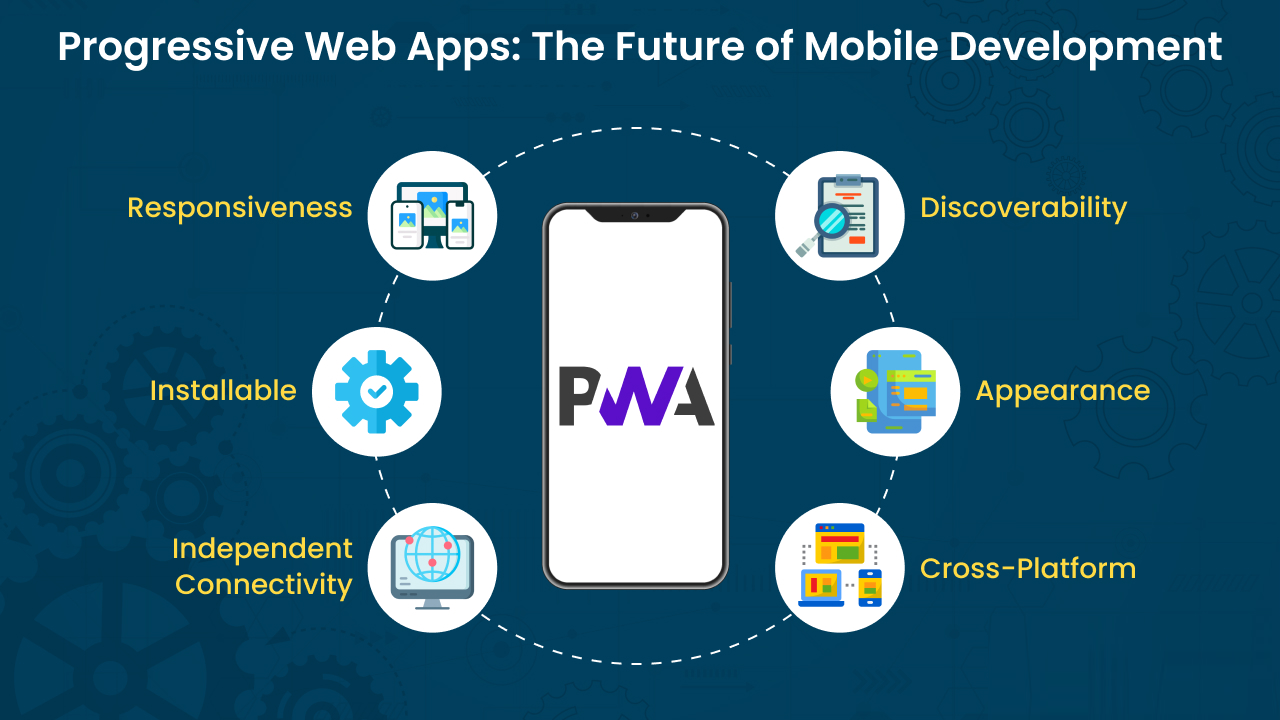 Progressive Web Apps: The Future of Mobile Development
Responsiveness
Discoverability
Installable
PWA
Appearance
Independent
Connectivity
Cross-Platform